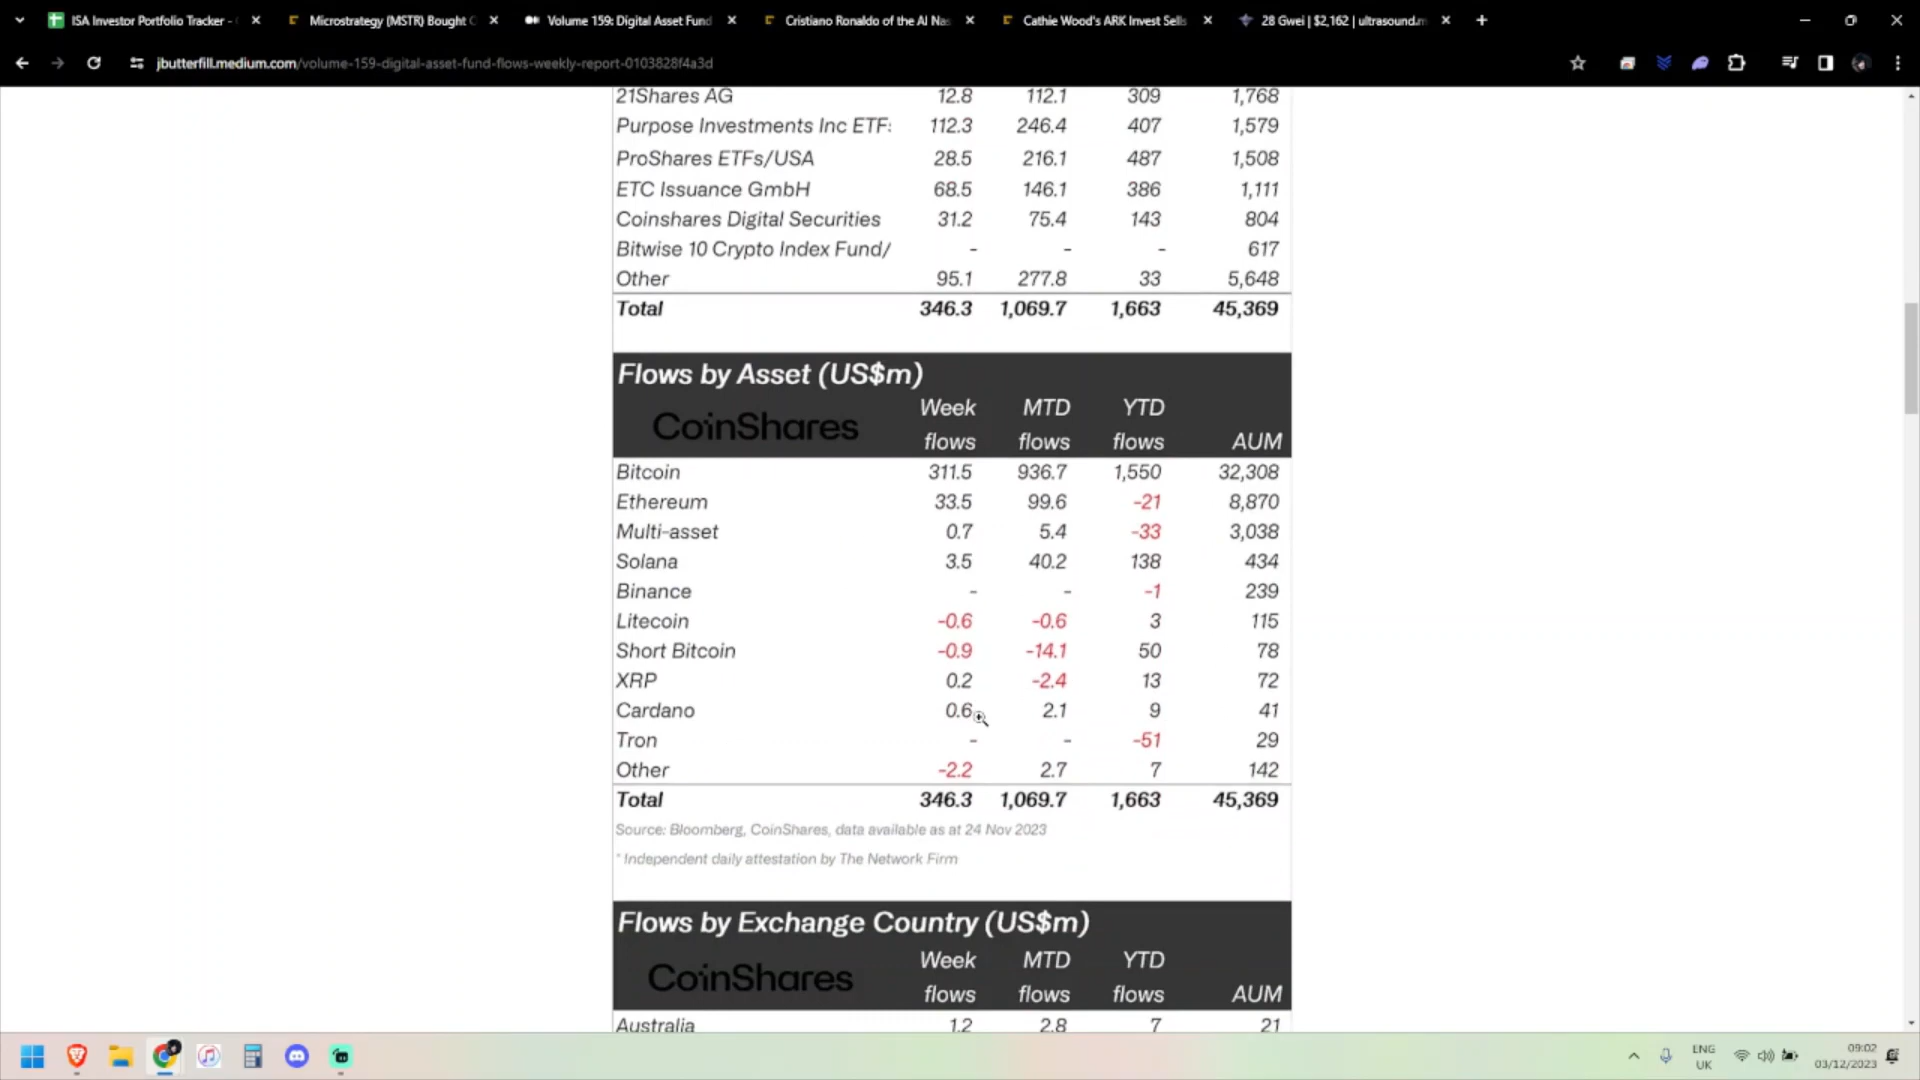 ISA Investor Portfolio Tracker -
Microstrategy (MSTR) Bought
Volume 159: Digital Asset Fund
Cristiano Ronaldo of the AI Nas
Cathie Wood's ARK Invest Sells
28 Gwei | $2,162 | ultrasound.m
jbutterfill.medium.com/volume-159-digital-asset-fund-flows-weekly-report-0103828f4a3d
21Shares AG 12.8 112.1 309 1,768
Purpose Investments Inc ETF: 112.3 246.4 407 1,579
ProShares ETFs/USA 28.5 216.1 487 1,508
ETC Issuance GmbH 68.5 146.1 386 1,111
Coinshares Digital Securities 31.2 75.4 143 804
Bitwise 10 Crypto Index Fund/ - - - 617
Other 95.1 277.8 33 5,648
Total 346.3 1,069.7 1,663 45,369
Flows by Asset (US$m)
CoinShares
Week MTD YTD
flows flows flows AUM
Bitcoin 311.5 936.7 1,550 32,308
Ethereum 33.5 99.6 -21 8,870
Multi-asset 0.7 5.4 -33 3,038
Solana 3.5 40.2 138 434
Binance - - -1 239
Litecoin -0.6 -0.6 3 115
Short Bitcoin -0.9 -14.1 50 78
XRP 0.2 -2.4 13 72
Cardano 0.6 2.1 9 41
Tron - - -51 29
Other -2.2 2.7 7 142
Total 346.3 1,069.7 1,663 45,369
Source: Bloomberg, CoinShares, data available as at 24 Nov 2023
* Independent daily attestation by The Network Firm
Flows by Exchange Country (US$m)
CoinShares
Week MTD YTD
flows flows flows AUM
Australia 1.2 2.8 7 21
ENG
UK
09:02
03/12/2023